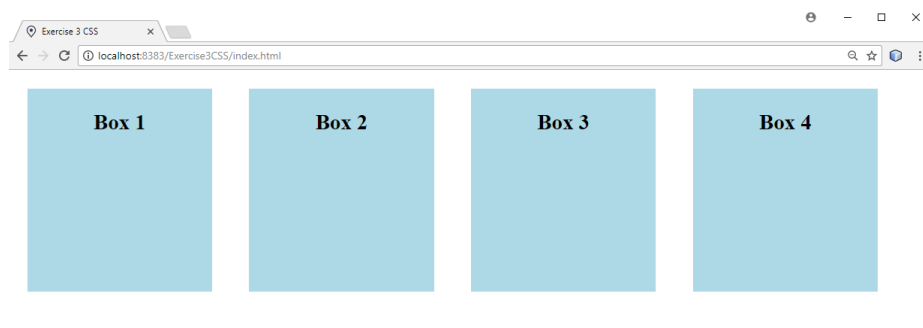 Exercise 3 CSS
localhost:8383/Exercise3CSS/index.html
Box 1
Box 2
Box 3
Box 4